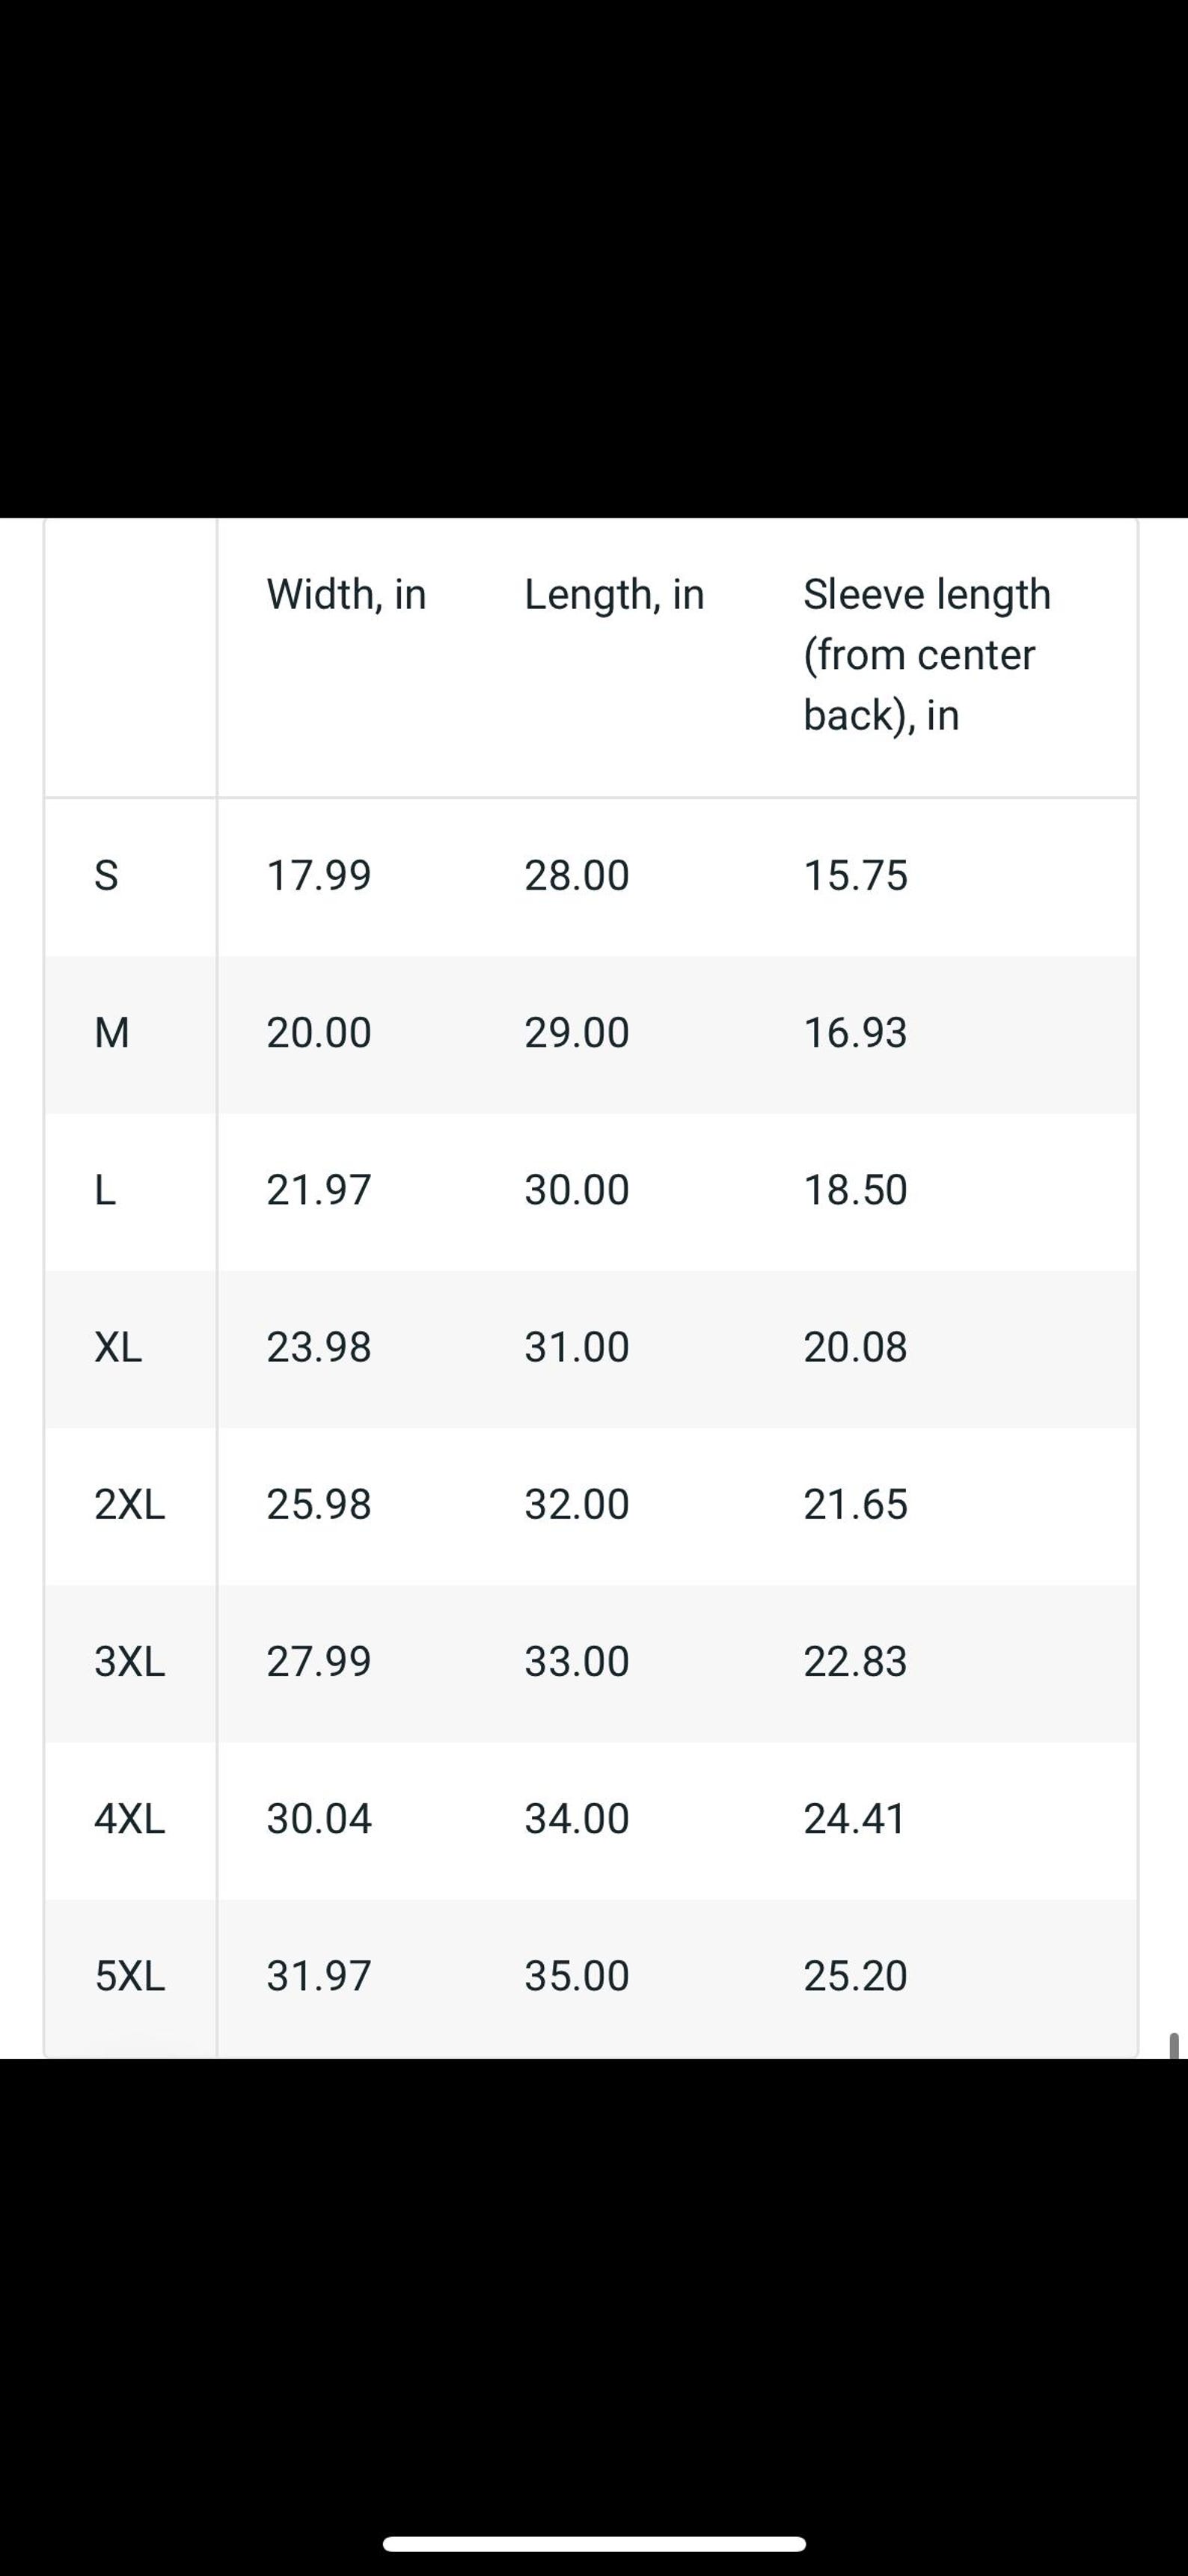 Width, in Length, in Sleeve length
(from center
back), in
S 17.99 28.00 15.75
M 20.00 29.00 16.93
L 21.97 30.00 18.50
XL 23.98 31.00 20.08
2XL 25.98 32.00 21.65
3XL 27.99 33.00 22.83
4XL 30.04 34.00 24.41
5XL 31.97 35.00 25.20